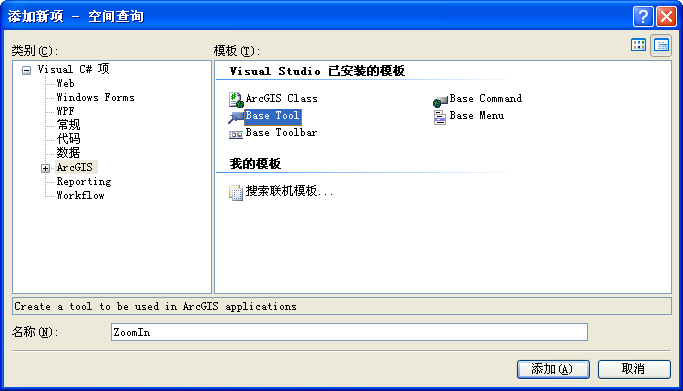 添加新项 - 空间查询
类别(C):
模板(T):
Visual C# 项
Web
Windows Forms
WPF
常规
代码
数据
ArcGIS
Reporting
Workflow
Visual Studio 已安装的模板
ArcGIS Class
Base Command
Base Tool
Base Menu
Base Toolbar
我的模板
搜索联机模板...
Create a tool to be used in ArcGIS applications
名称(N):
ZoomIn
添加(A)
取消